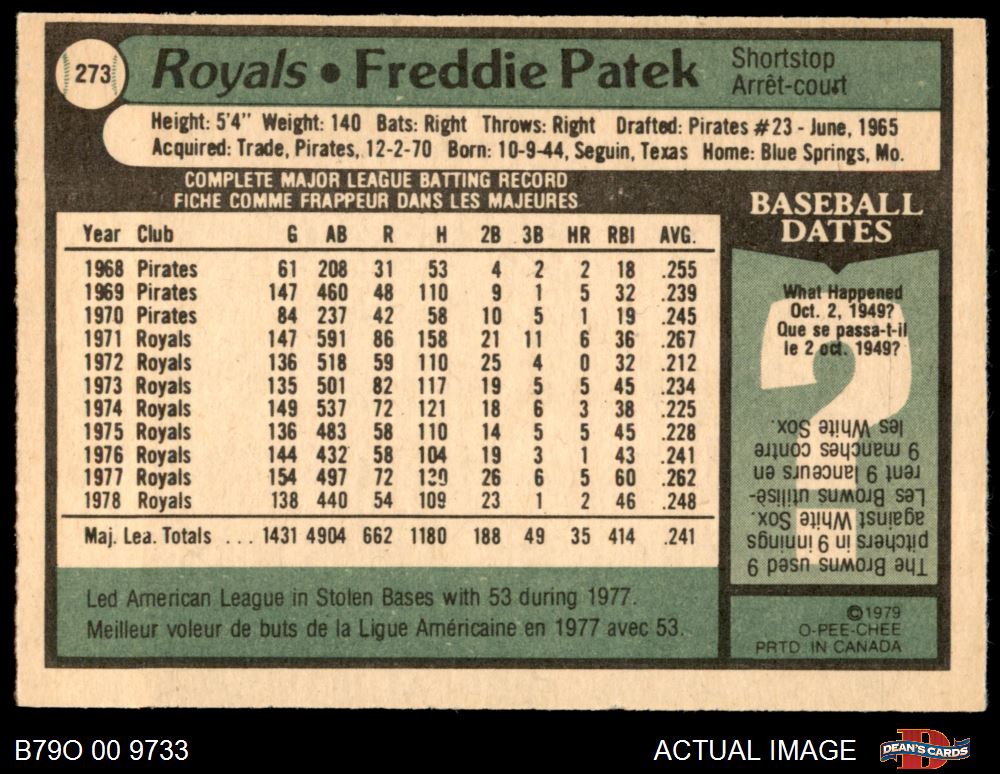 273
Royals • Freddie Patek
Shortstop
Arrêt-court
Height: 5'4" Weight: 140 Bats: Right Throws: Right Drafted: Pirates #23 - June, 1965
Acquired: Trade, Pirates, 12-2-70 Born: 10-9-44, Seguin, Texas Home: Blue Springs, Mo.
COMPLETE MAJOR LEAGUE BATTING RECORD
FICHE COMME FRAPPEUR DANS LES MAJEURES
Year Club G AB R H 2B 3B HR RBI AVG.
1968 Pirates 61 208 31 53 4 2 2 18 .255
1969 Pirates 147 460 48 110 9 1 5 32 .239
1970 Pirates 84 237 42 58 10 5 1 19 .245
1971 Royals 147 591 86 158 21 11 6 36 .267
1972 Royals 136 518 59 110 25 4 0 32 .212
1973 Royals 135 501 82 117 19 5 5 45 .234
1974 Royals 149 537 72 121 18 6 3 38 .225
1975 Royals 136 483 58 110 14 5 5 45 .228
1976 Royals 144 432 58 104 19 3 1 43 .241
1977 Royals 154 497 72 130 26 6 5 60 .262
1978 Royals 138 440 54 109 23 1 2 46 .248
Maj. Lea. Totals ... 1431 4904 662 1180 188 49 35 414 .241
Led American League in Stolen Bases with 53 during 1977.
Meilleur voleur de buts de la Ligue Américaine en 1977 avec 53.
BASEBALL
DATES
What Happened
Oct. 2, 1949?
Que se passa-t-il
le 2 oct. 1949?
The Browns used 9
pitchers in 9 innings
against White Sox.
Les Browns utilisè-
rent 9 lanceurs en
9 manches contre
les White Sox.
©1979
O-PEE-CHEE
PRTD. IN CANADA
B79O 00 9733
ACTUAL IMAGE
DEAN'S CARDS